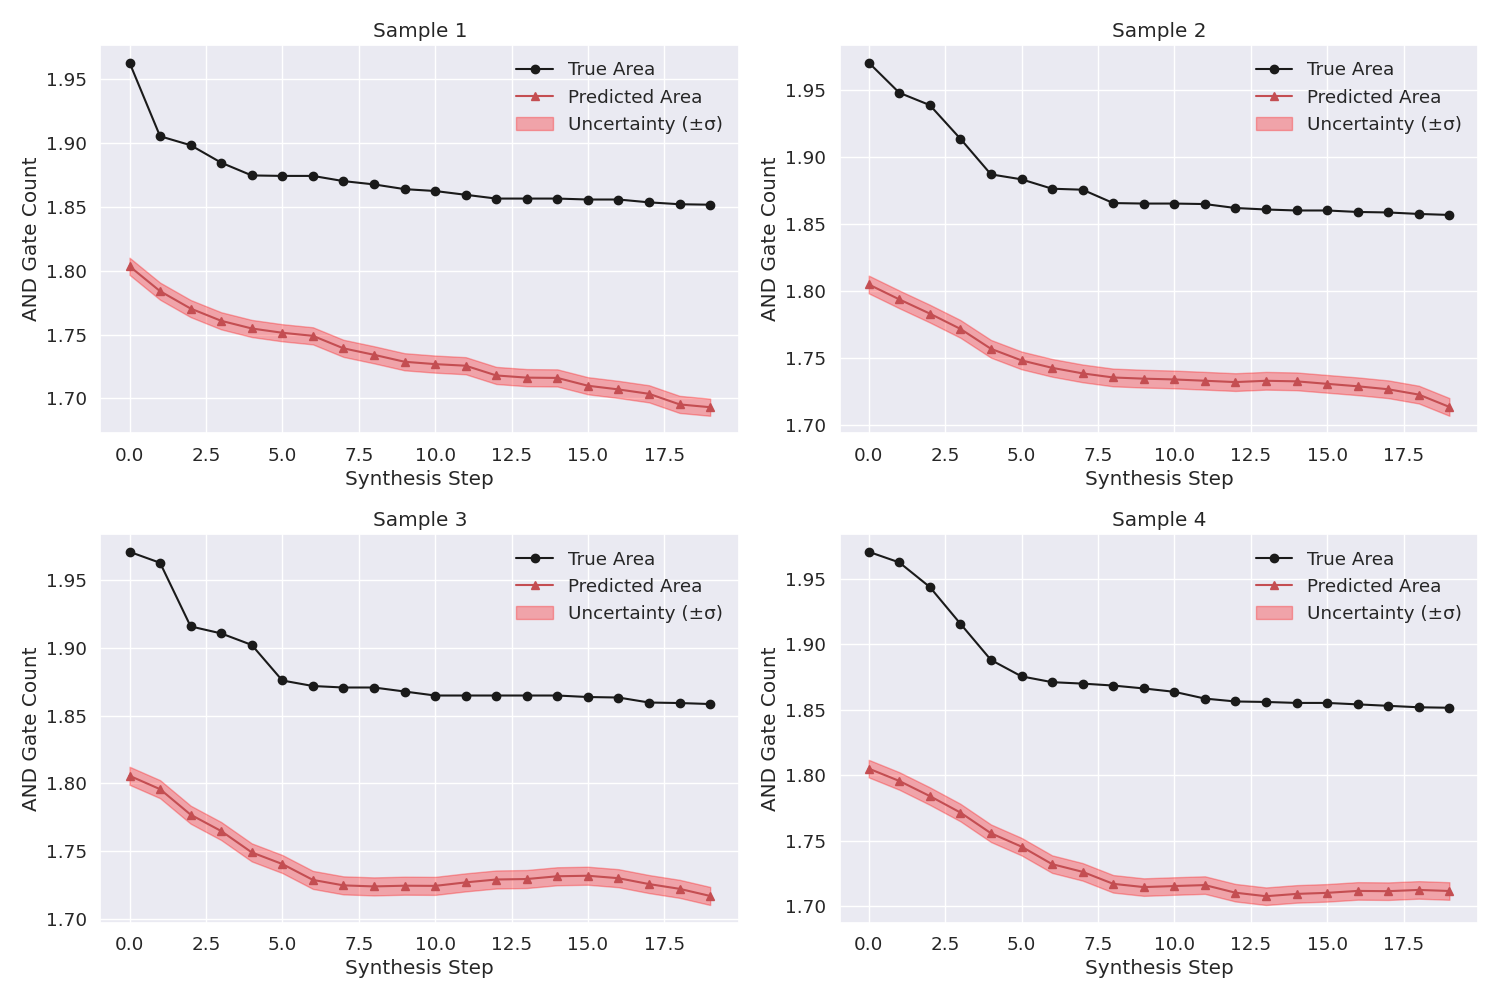 Sample 1
AND Gate Count
1.95
1.90
1.85
1.80
1.75
1.70
True Area
Predicted Area
Uncertainty (±σ)
0.0 2.5 5.0 7.5 10.0 12.5 15.0 17.5
Synthesis Step
Sample 2
AND Gate Count
1.95
1.90
1.85
1.80
1.75
1.70
True Area
Predicted Area
Uncertainty (±σ)
0.0 2.5 5.0 7.5 10.0 12.5 15.0 17.5
Synthesis Step
Sample 3
AND Gate Count
1.95
1.90
1.85
1.80
1.75
1.70
True Area
Predicted Area
Uncertainty (±σ)
0.0 2.5 5.0 7.5 10.0 12.5 15.0 17.5
Synthesis Step
Sample 4
AND Gate Count
1.95
1.90
1.85
1.80
1.75
1.70
True Area
Predicted Area
Uncertainty (±σ)
0.0 2.5 5.0 7.5 10.0 12.5 15.0 17.5
Synthesis Step